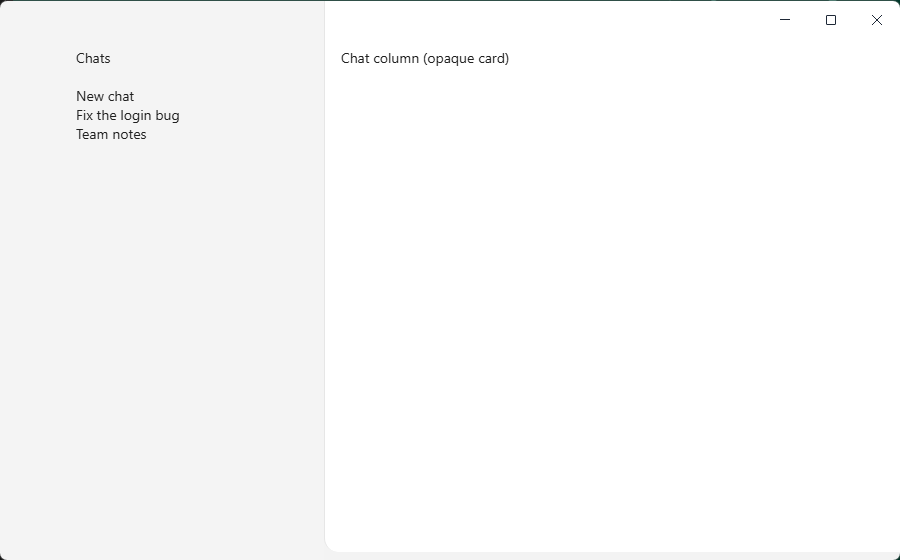 Chats
New chat
Fix the login bug
Team notes
Chat column (opaque card)